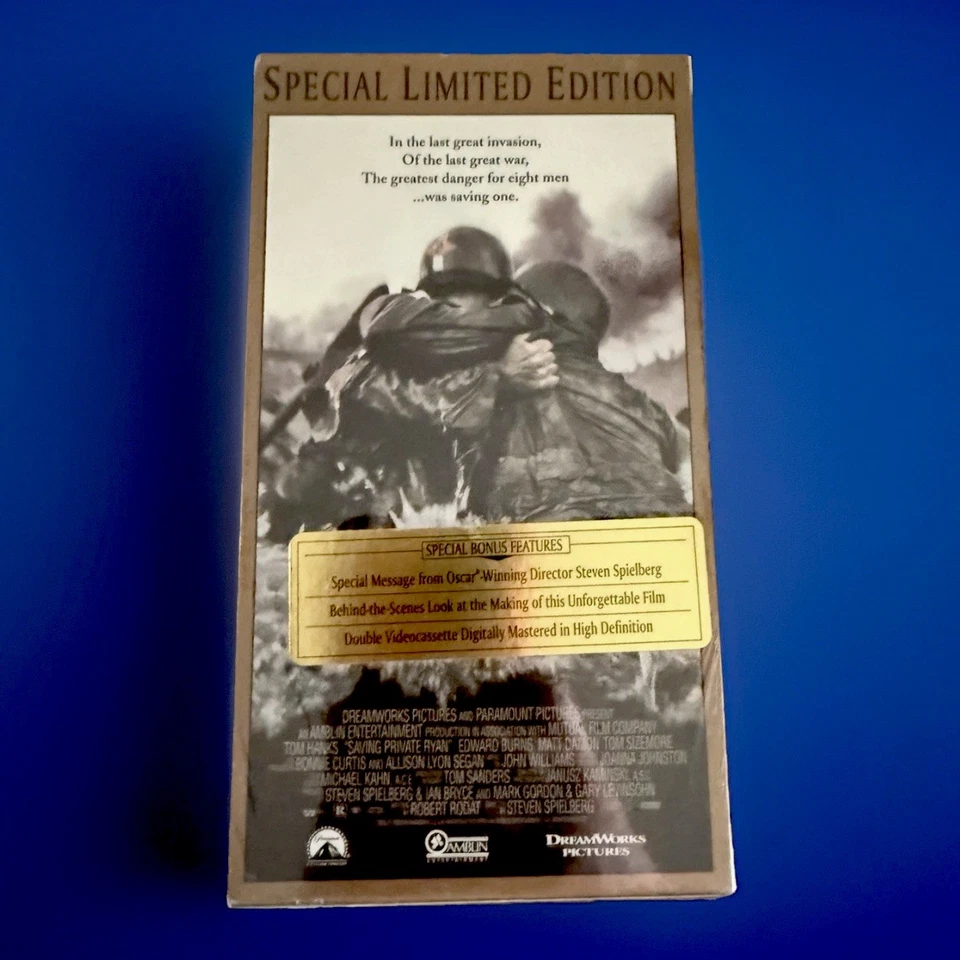 SPECIAL LIMITED EDITION
In the last great invasion,
Of the last great war,
The greatest danger for eight men
...was saving one.
SPECIAL BONUS FEATURES
Special Message from Oscar®-Winning Director Steven Spielberg
Behind-the-Scenes Look at the Making of this Unforgettable Film
Double Videocassette Digitally Mastered in High Definition
DREAMWORKS PICTURES AND PARAMOUNT PICTURES PRESENT
AN AMBLIN ENTERTAINMENT PRODUCTION IN ASSOCIATION WITH MUTUAL FILM COMPANY
TOM HANKS "SAVING PRIVATE RYAN" EDWARD BURNS MATT DAMON TOM SIZEMORE
BONNIE CURTIS AND ALLISON LYON SEGAN JOHN WILLIAMS JOANNA JOHNSTON
MICHAEL KAHN A.C.E. TOM SANDERS JANUSZ KAMINSKI, A.S.C.
STEVEN SPIELBERG & IAN BRYCE AND MARK GORDON & GARY LEVINSOHN
R ROBERT RODAT STEVEN SPIELBERG
Paramount
AMBLIN
ENTERTAINMENT
DREAMWORKS
PICTURES